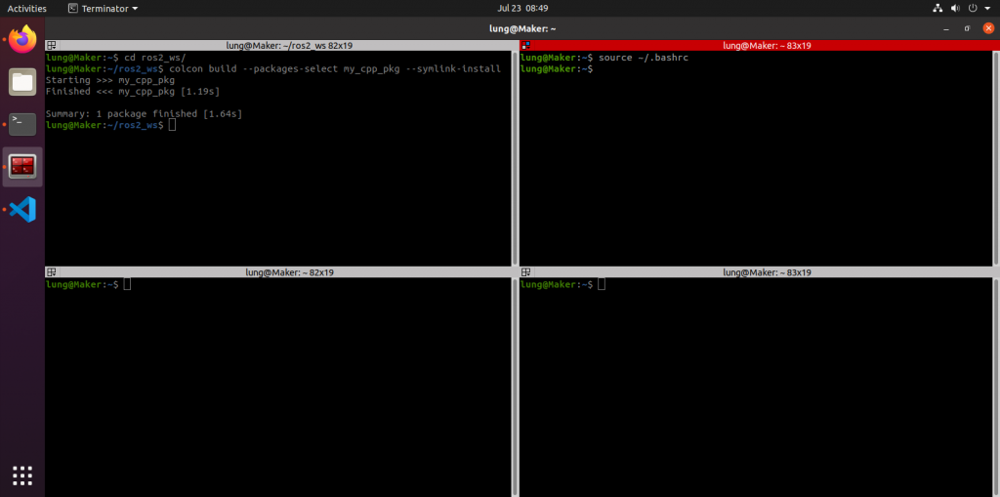 Activities
Terminator
Jul 23 08:49
lung@Maker: ~
lung@Maker: ~/ros2_ws 82x19
lung@Maker:~$ cd ros2_ws/
lung@Maker:~/ros2_ws$ colcon build --packages-select my_cpp_pkg --symlink-install
Starting >>> my_cpp_pkg
Finished <<< my_cpp_pkg [1.19s]
Summary: 1 package finished [1.64s]
lung@Maker:~/ros2_ws$
lung@Maker: ~ 83x19
lung@Maker:~$ source ~/.bashrc
lung@Maker:~$
lung@Maker: ~ 82x19
lung@Maker:~$
lung@Maker: ~ 83x19
lung@Maker:~$